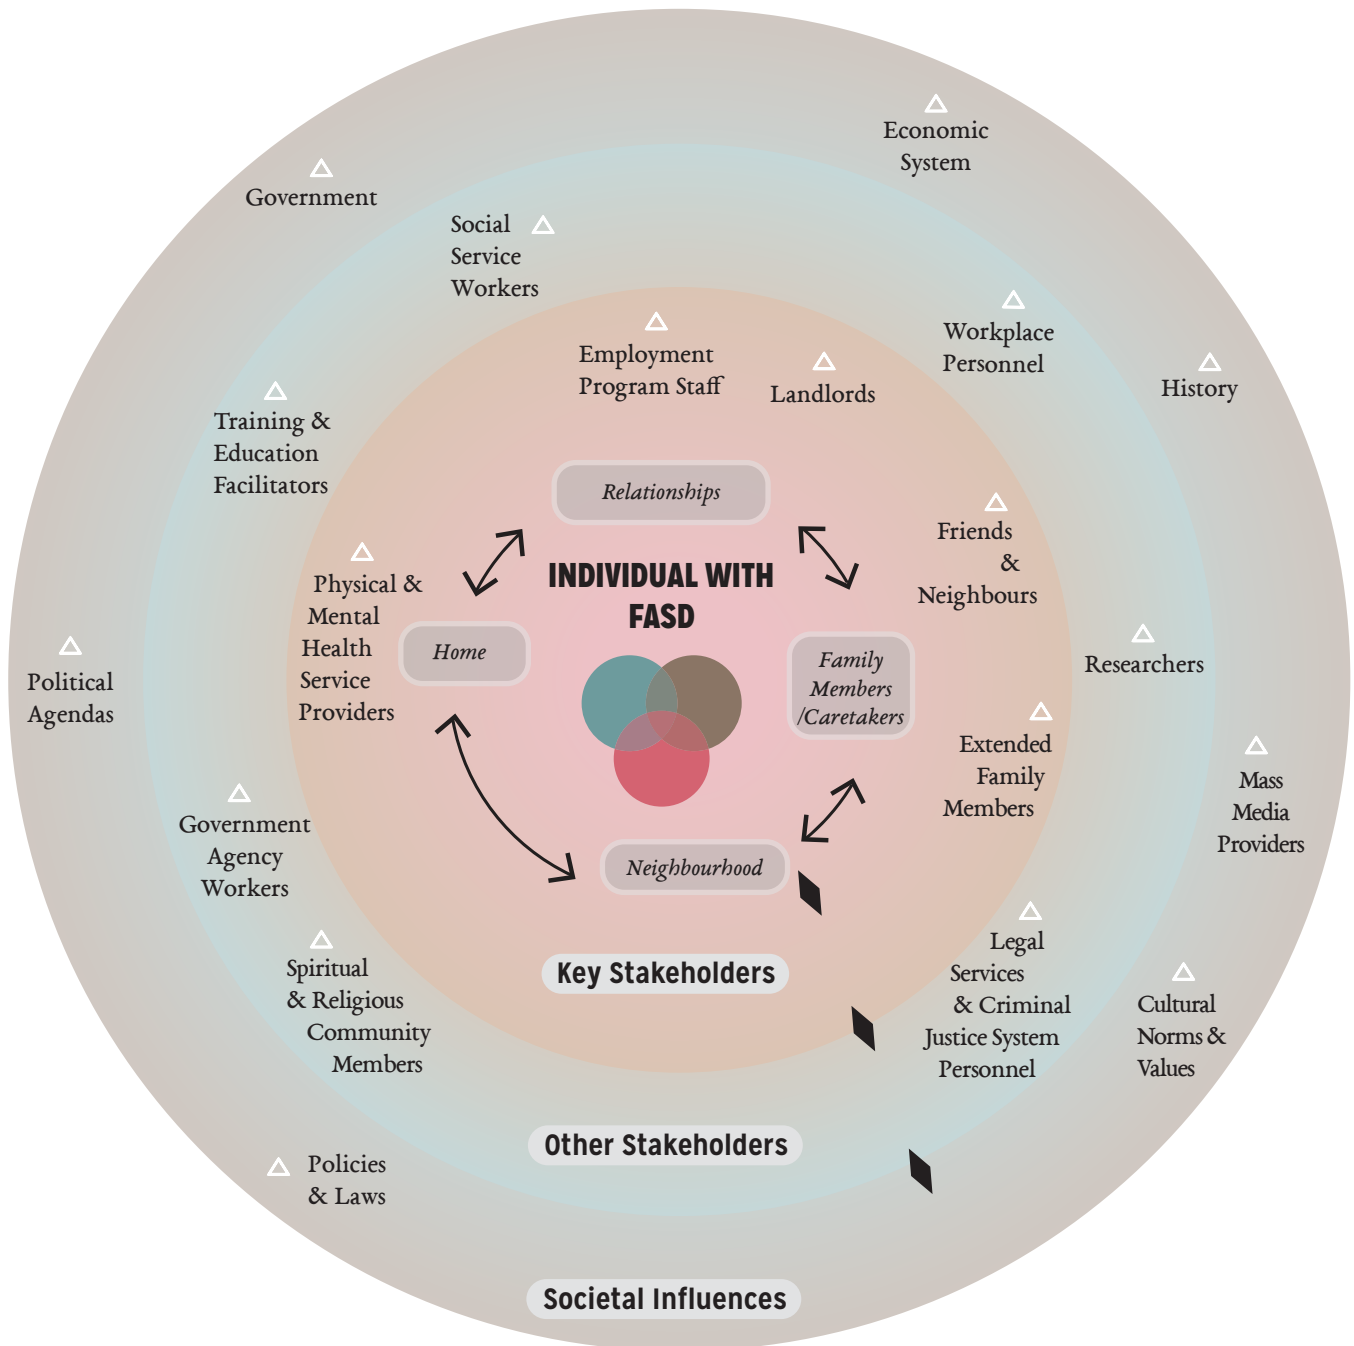 Economic
System
Government
Social
Service
Workers
Workplace
Personnel
Employment
Program Staff
Landlords
History
Training &
Education
Facilitators
Relationships
Friends
&
Neighbours
INDIVIDUAL WITH
FASD
Physical &
Mental
Health
Service
Providers
Home
Family
Members
/Caretakers
Researchers
Political
Agendas
Extended
Family
Members
Mass
Media
Providers
Government
Agency
Workers
Neighbourhood
Legal
Services
& Criminal
Justice System
Personnel
Spiritual
& Religious
Community
Members
Key Stakeholders
Cultural
Norms &
Values
Other Stakeholders
Policies
& Laws
Societal Influences